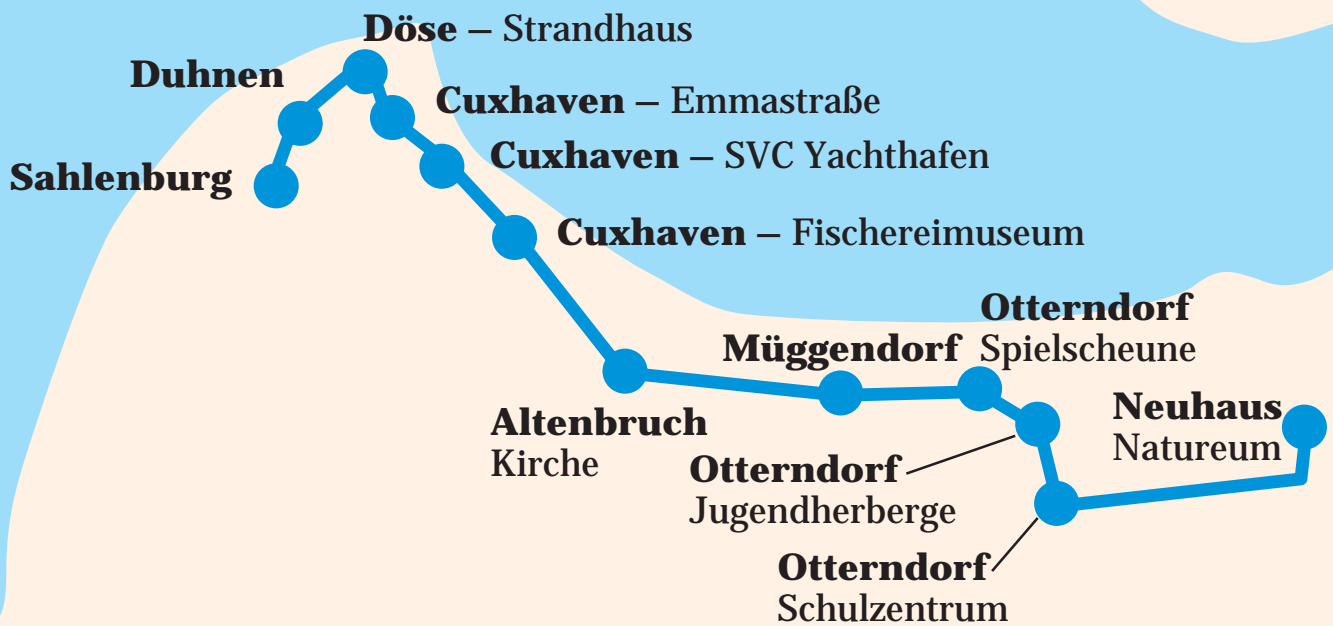 Döse – Strandhaus
Duhnen
Cuxhaven – Emmastraße
Cuxhaven – SVC Yachthafen
Sahlenburg
Cuxhaven – Fischereimuseum
Otterndorf
Spielscheune
Müggendorf
Neuhaus
Natureum
Altenbruch
Kirche
Otterndorf
Jugendherberge
Otterndorf
Schulzentrum